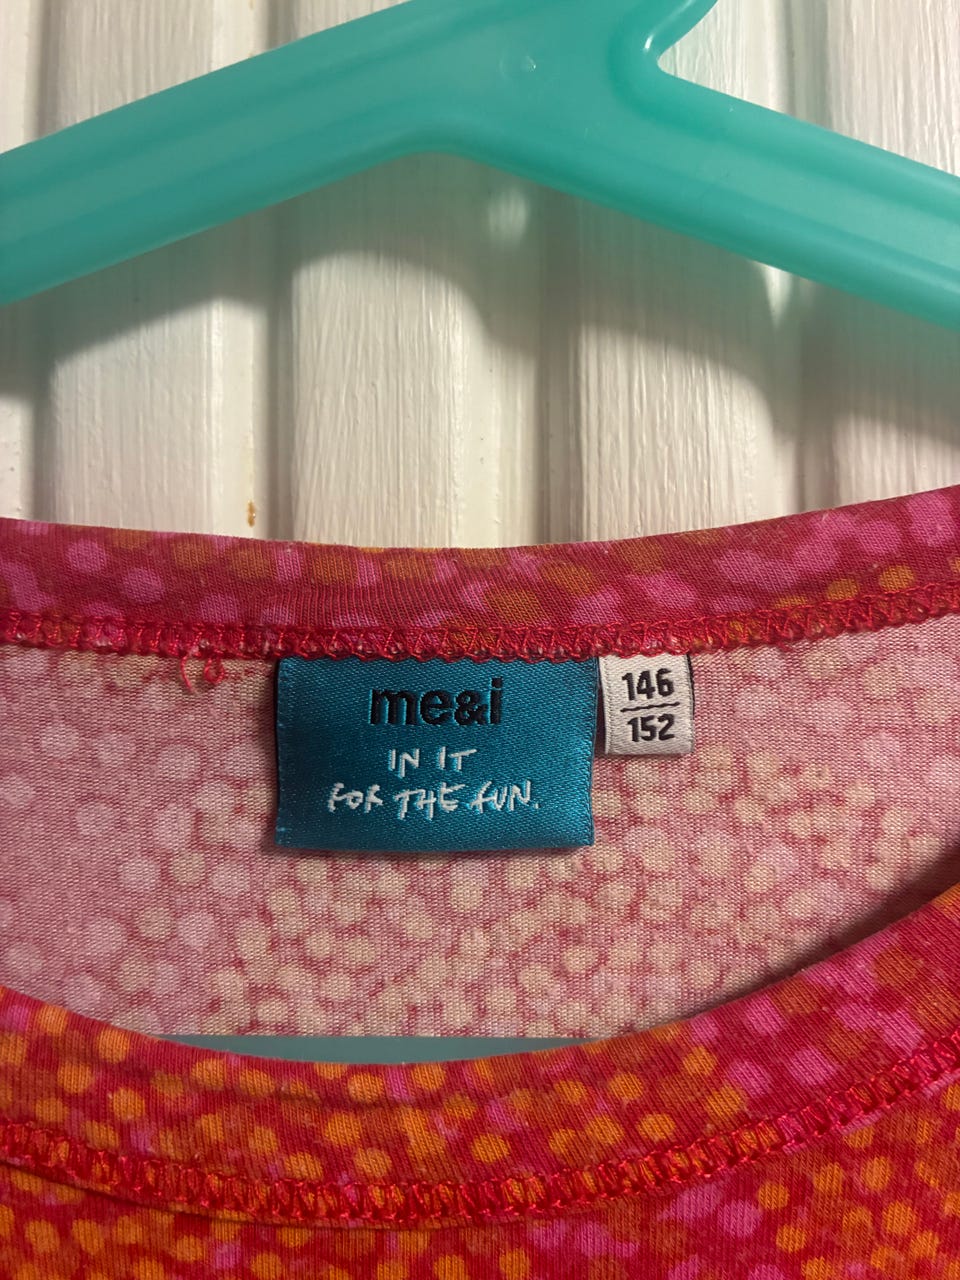 me&i
IN IT
FOR THE FUN.
146
152